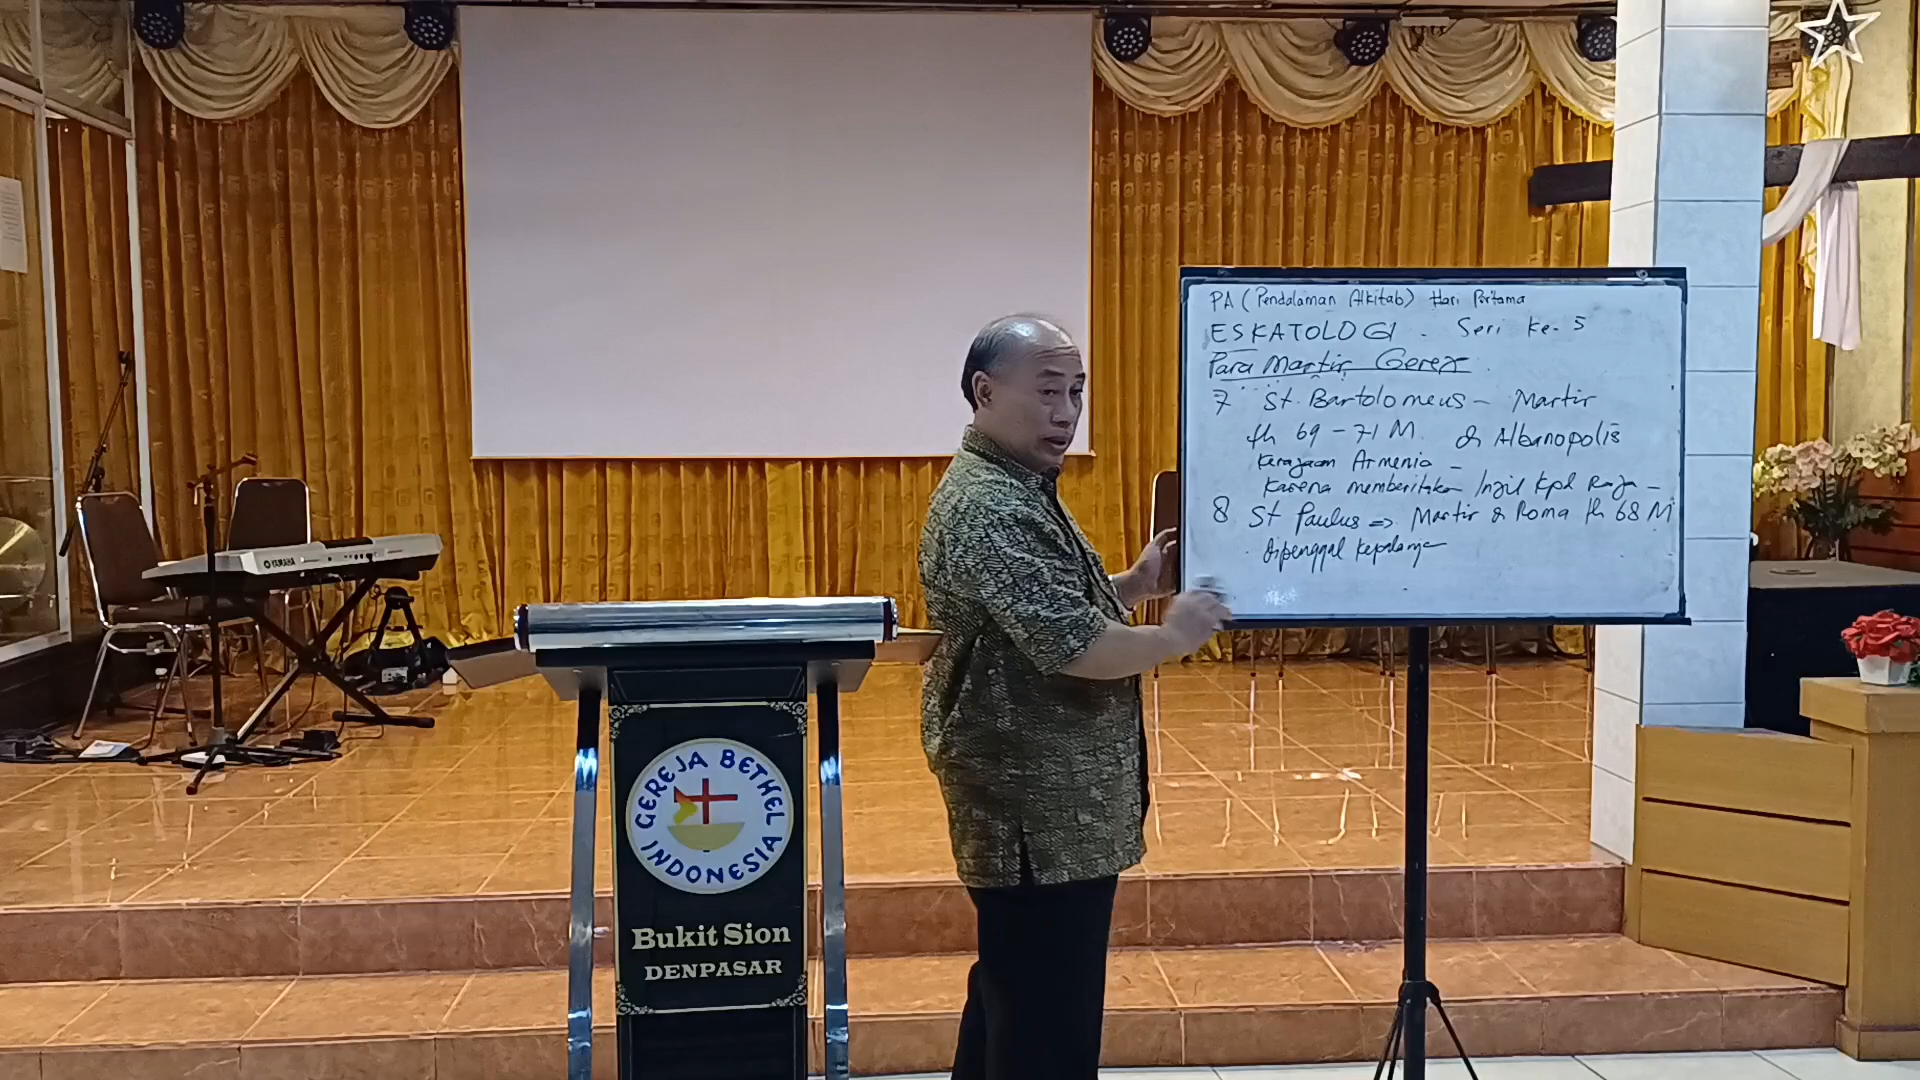 PA (Pendalaman Alkitab) Hari Pertama
ESKATOLOGI . Seri ke-5
Para Martir Gereja
7 St. Bartolomeus - Martir
th 69 - 71 M. di Albanopolis
Kerajaan Armenia -
Karena memberitakan Injil kpd Raja -
8 St Paulus => Martir di Roma th 68 M
dipenggal kepalanya
YAMAHA
GEREJA BETHEL INDONESIA
Bukit Sion
DENPASAR